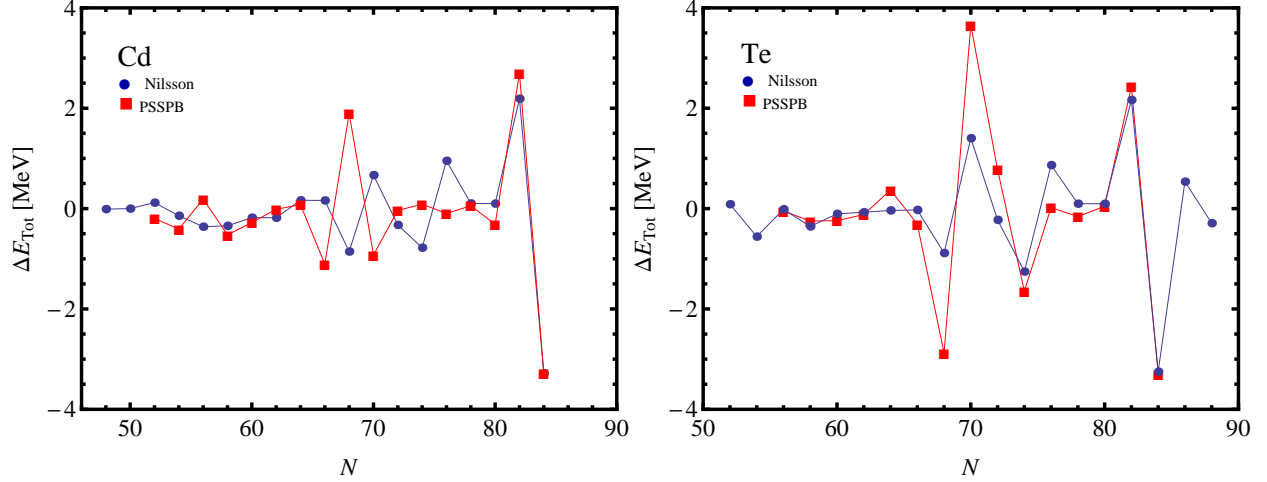 4
2
0
−2
−4
ΔE_Tot [MeV]
Cd
Nilsson
PSSPB
50 60 70 80 90
N
4
2
0
−2
−4
ΔE_Tot [MeV]
Te
Nilsson
PSSPB
50 60 70 80 90
N